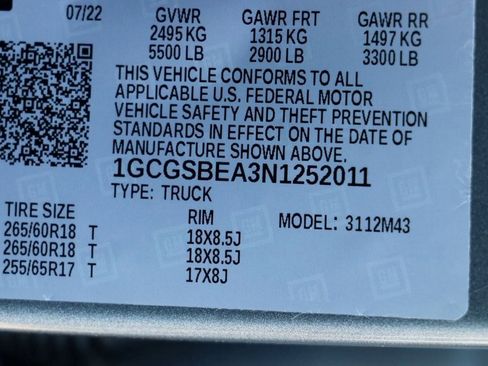 07/22 GVWR GAWR FRT GAWR RR
2495 KG 1315 KG 1497 KG
5500 LB 2900 LB 3300 LB
THIS VEHICLE CONFORMS TO ALL
APPLICABLE U.S. FEDERAL MOTOR
VEHICLE SAFETY AND THEFT PREVENTION
STANDARDS IN EFFECT ON THE DATE OF
MANUFACTURE SHOWN ABOVE.
1GCGSBEA3N1252011
TYPE: TRUCK
TIRE SIZE RIM MODEL: 3112M43
265/60R18 T 18X8.5J
265/60R18 T 18X8.5J
255/65R17 T 17X8J